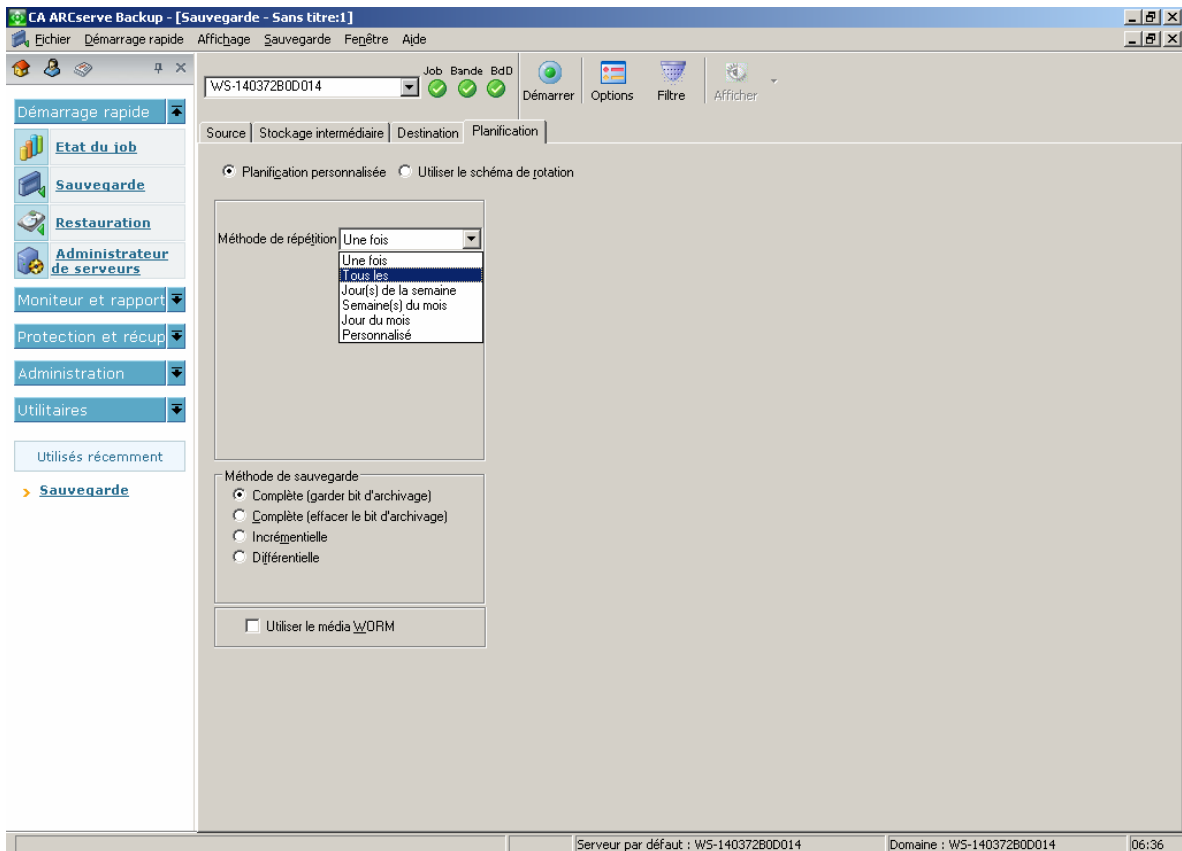 CA ARCserve Backup - [Sauvegarde - Sans titre:1]
Fichier Démarrage rapide Affichage Sauvegarde Fenêtre Aide
WS-140372B0D014
Job Bande BdD
Démarrer Options Filtre Afficher
Démarrage rapide
Etat du job
Sauvegarde
Restauration
Administrateur
de serveurs
Moniteur et rapport
Protection et récup
Administration
Utilitaires
Utilisés récemment
Sauvegarde
Source Stockage intermédiaire Destination Planification
Planification personnalisée Utiliser le schéma de rotation
Méthode de répétition Une fois
Une fois
Tous les
Jour(s) de la semaine
Semaine(s) du mois
Jour du mois
Personnalisé
Méthode de sauvegarde
Complète (garder bit d'archivage)
Complète (effacer le bit d'archivage)
Incrémentielle
Différentielle
Utiliser le média WORM
Serveur par défaut : WS-140372B0D014 Domaine : WS-140372B0D014 06:36